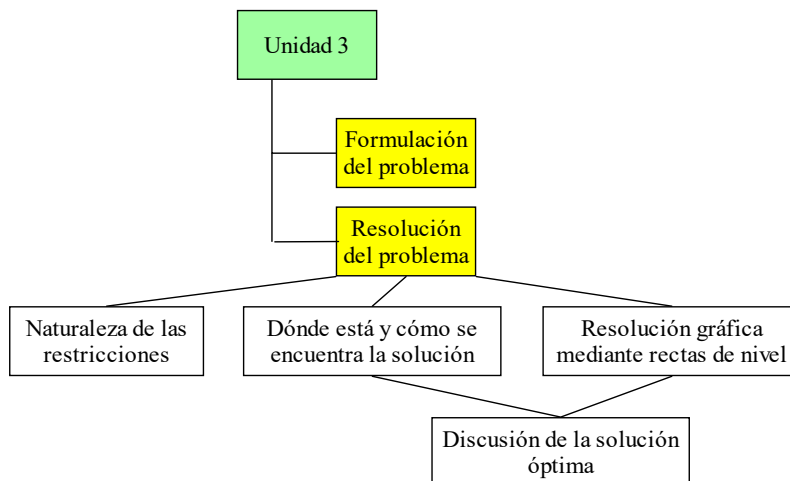 Unidad 3
Formulación
del problema
Resolución
del problema
Naturaleza de las
restricciones
Dónde está y cómo se
encuentra la solución
Resolución gráfica
mediante rectas de nivel
Discusión de la solución
óptima